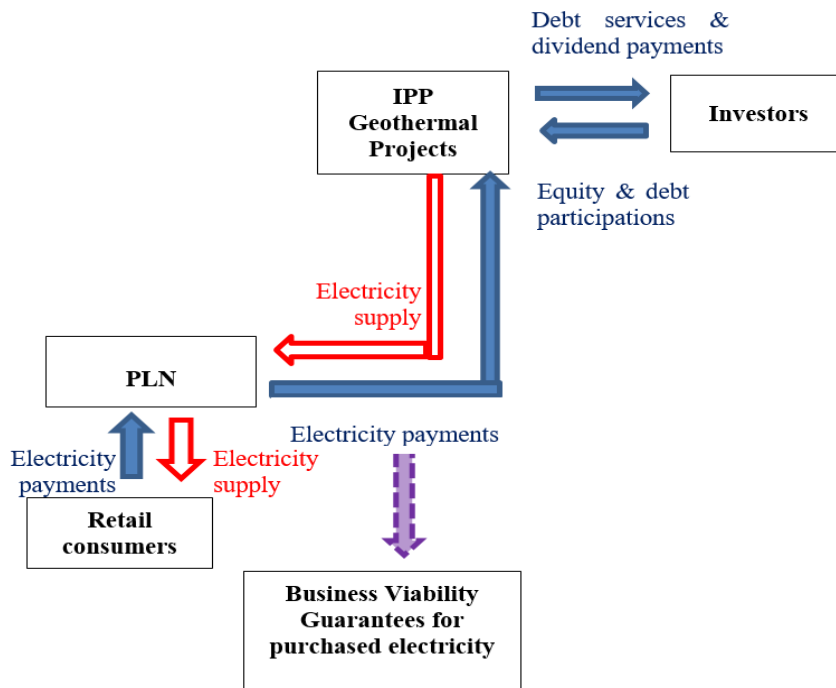 Debt services &
dividend payments
IPP
Geothermal
Projects
Investors
Equity & debt
participations
Electricity
supply
PLN
Electricity payments
Electricity
payments
Electricity
supply
Retail
consumers
Business Viability
Guarantees for
purchased electricity